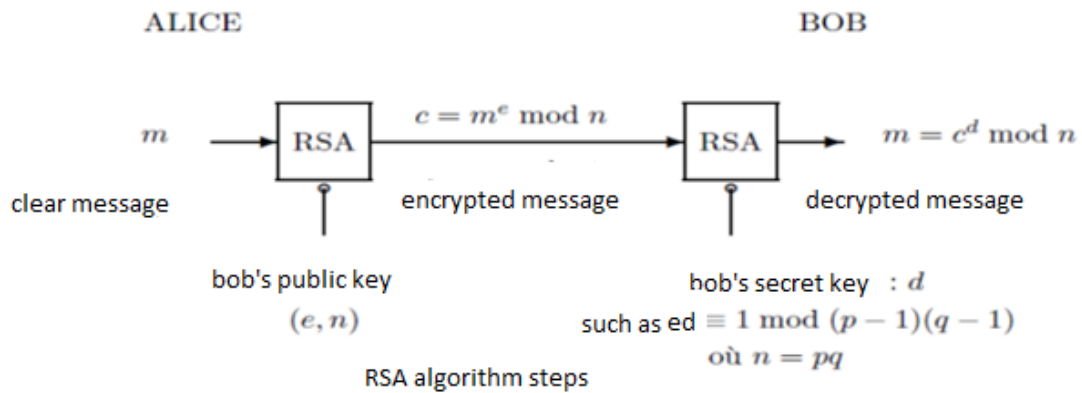 ALICE BOB
m RSA c = m^e mod n RSA m = c^d mod n
clear message encrypted message decrypted message
bob's public key hob's secret key : d
(e, n) such as ed ≡ 1 mod (p − 1)(q − 1)
où n = pq
RSA algorithm steps